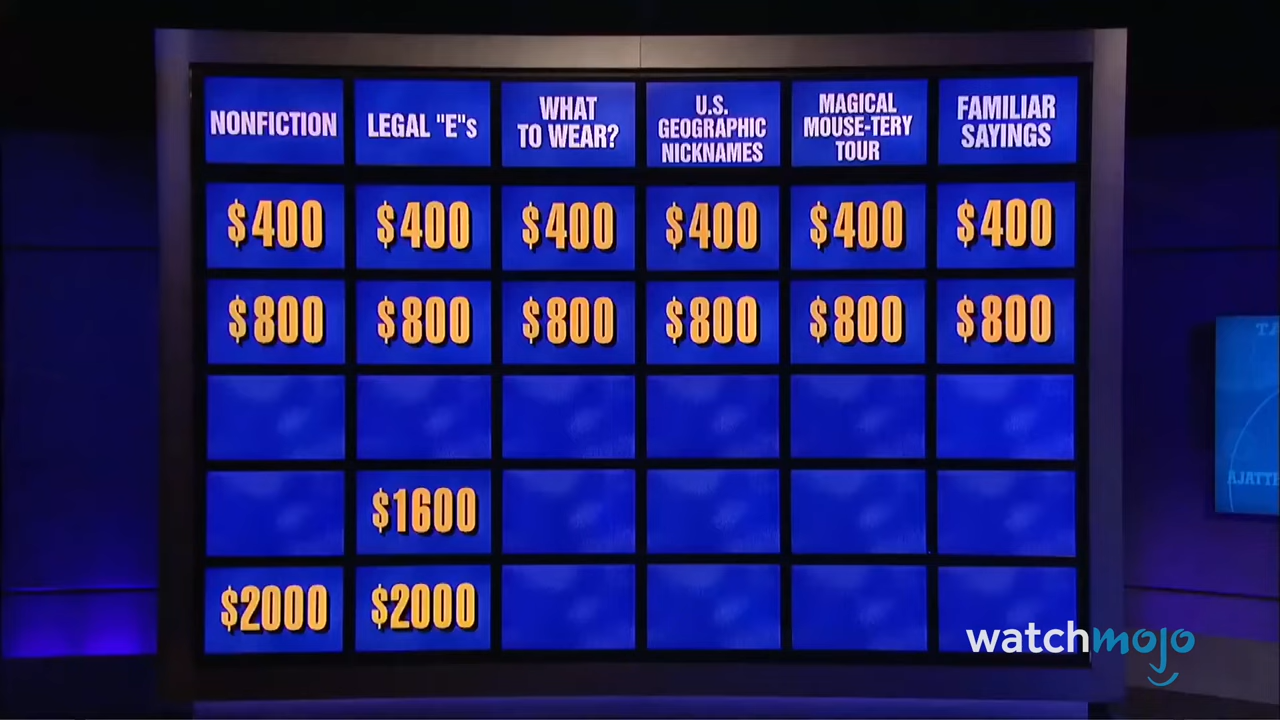 NONFICTION
LEGAL "E"s
WHAT
TO WEAR?
U.S.
GEOGRAPHIC
NICKNAMES
MAGICAL
MOUSE-TERY
TOUR
FAMILIAR
SAYINGS
$400 $400 $400 $400 $400 $400
$800 $800 $800 $800 $800 $800
$1600
$2000 $2000
watchmojo